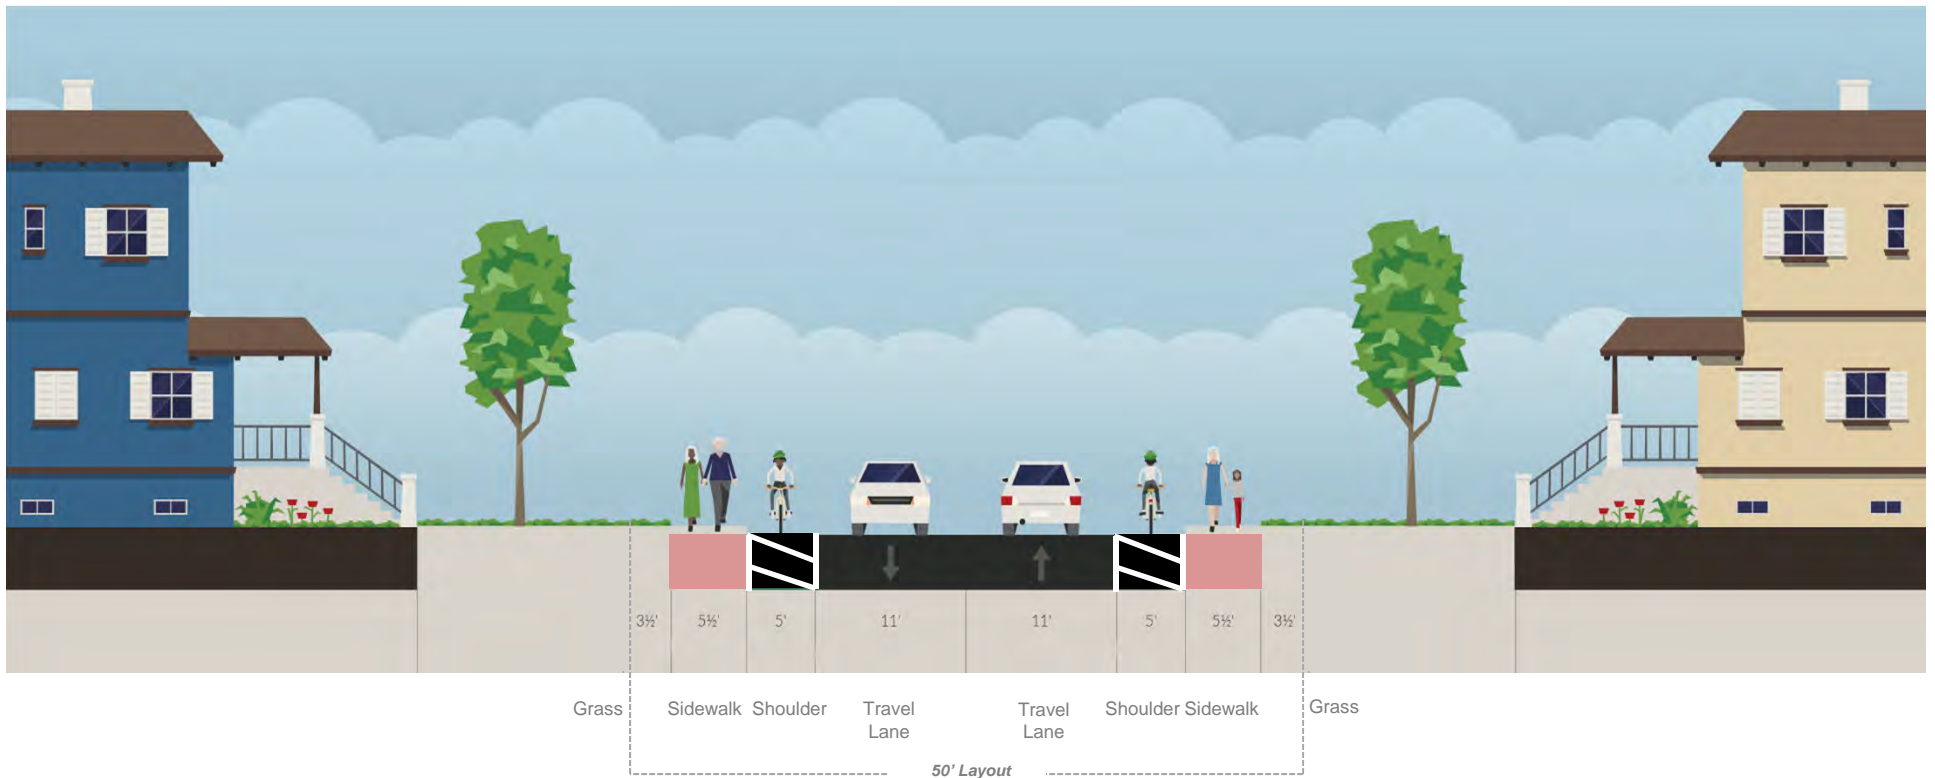 3½' 5½' 5' 11' 11' 5' 5½' 3½'
Grass Sidewalk Shoulder Travel Lane Travel Lane Shoulder Sidewalk Grass
50' Layout